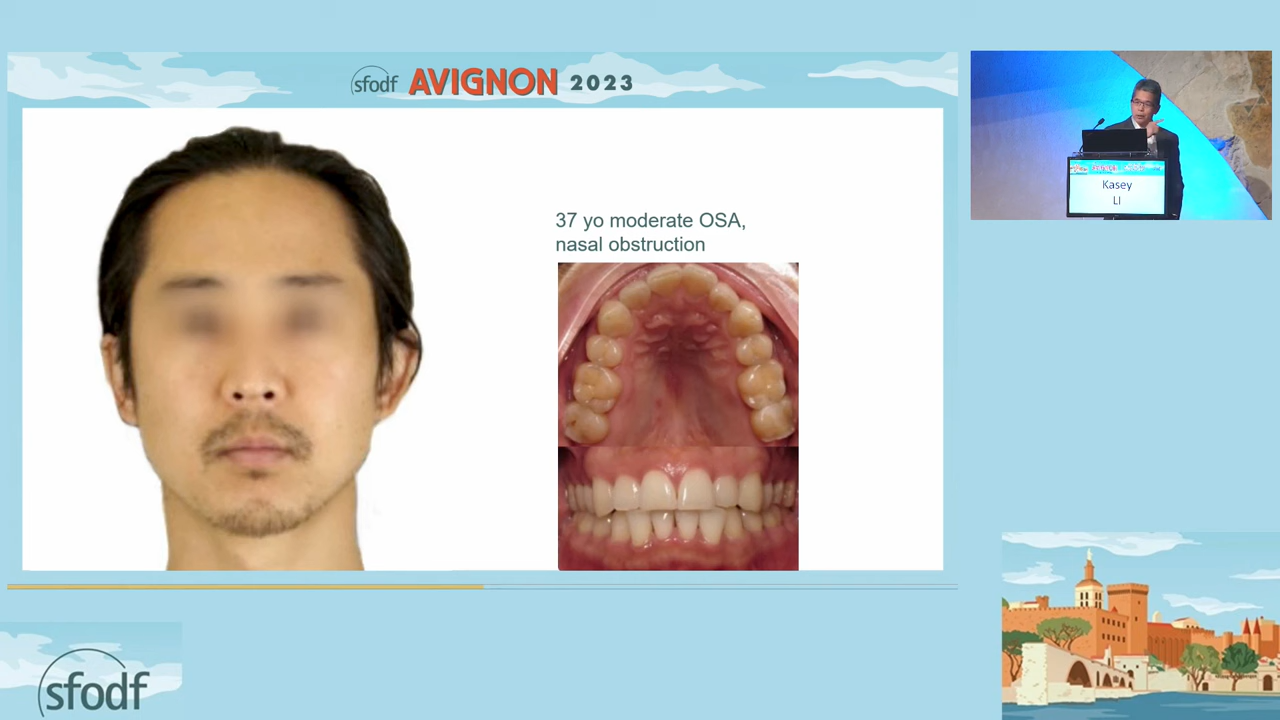 sfodf AVIGNON 2023
37 yo moderate OSA,
nasal obstruction
Kasey
LI
sfodf